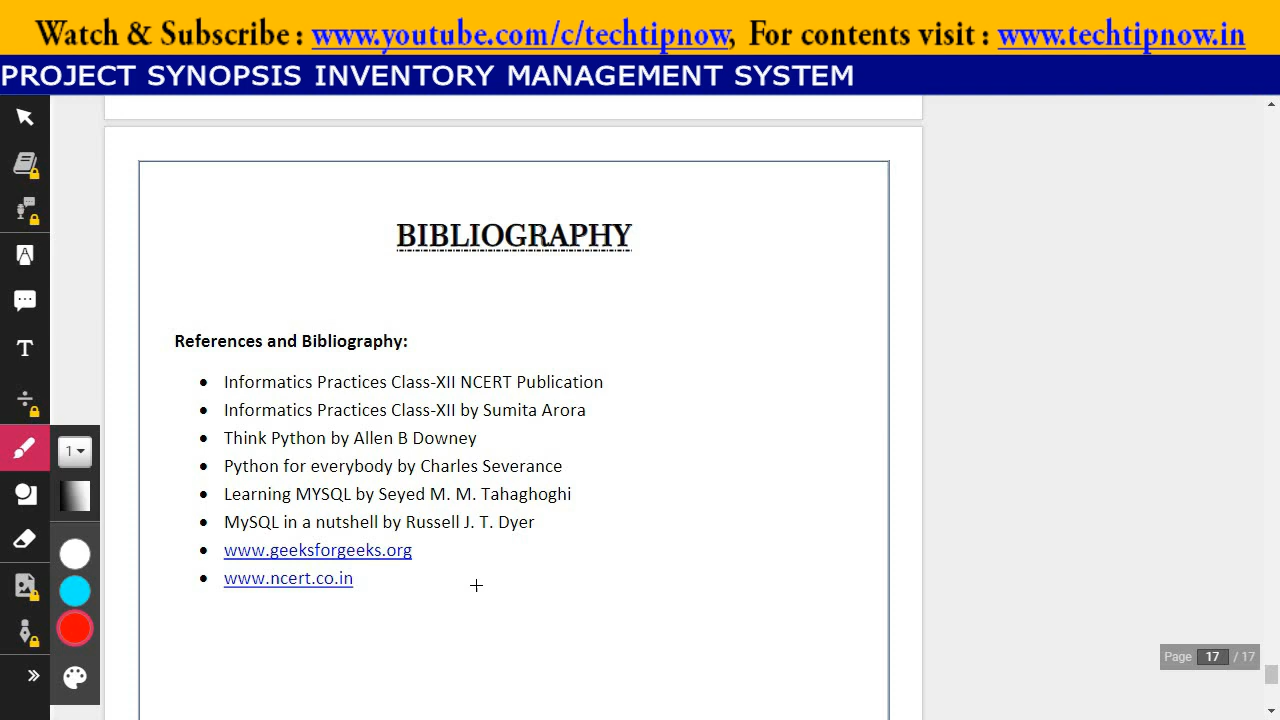 Watch & Subscribe : www.youtube.com/c/techtipnow, For contents visit : www.techtipnow.in
PROJECT SYNOPSIS INVENTORY MANAGEMENT SYSTEM
BIBLIOGRAPHY
References and Bibliography:
• Informatics Practices Class-XII NCERT Publication
• Informatics Practices Class-XII by Sumita Arora
• Think Python by Allen B Downey
• Python for everybody by Charles Severance
• Learning MYSQL by Seyed M. M. Tahaghoghi
• MySQL in a nutshell by Russell J. T. Dyer
• www.geeksforgeeks.org
• www.ncert.co.in
1
Page 17 / 17